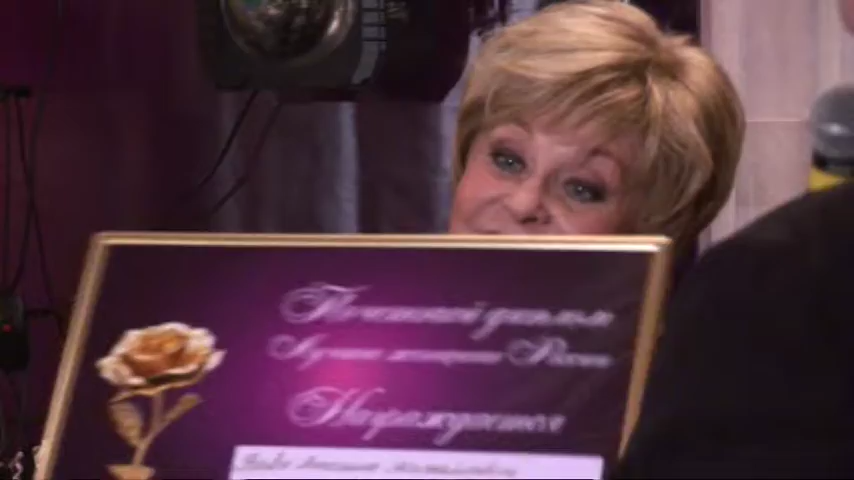 Почетный диплом
Лучшие женщины России
Награждается